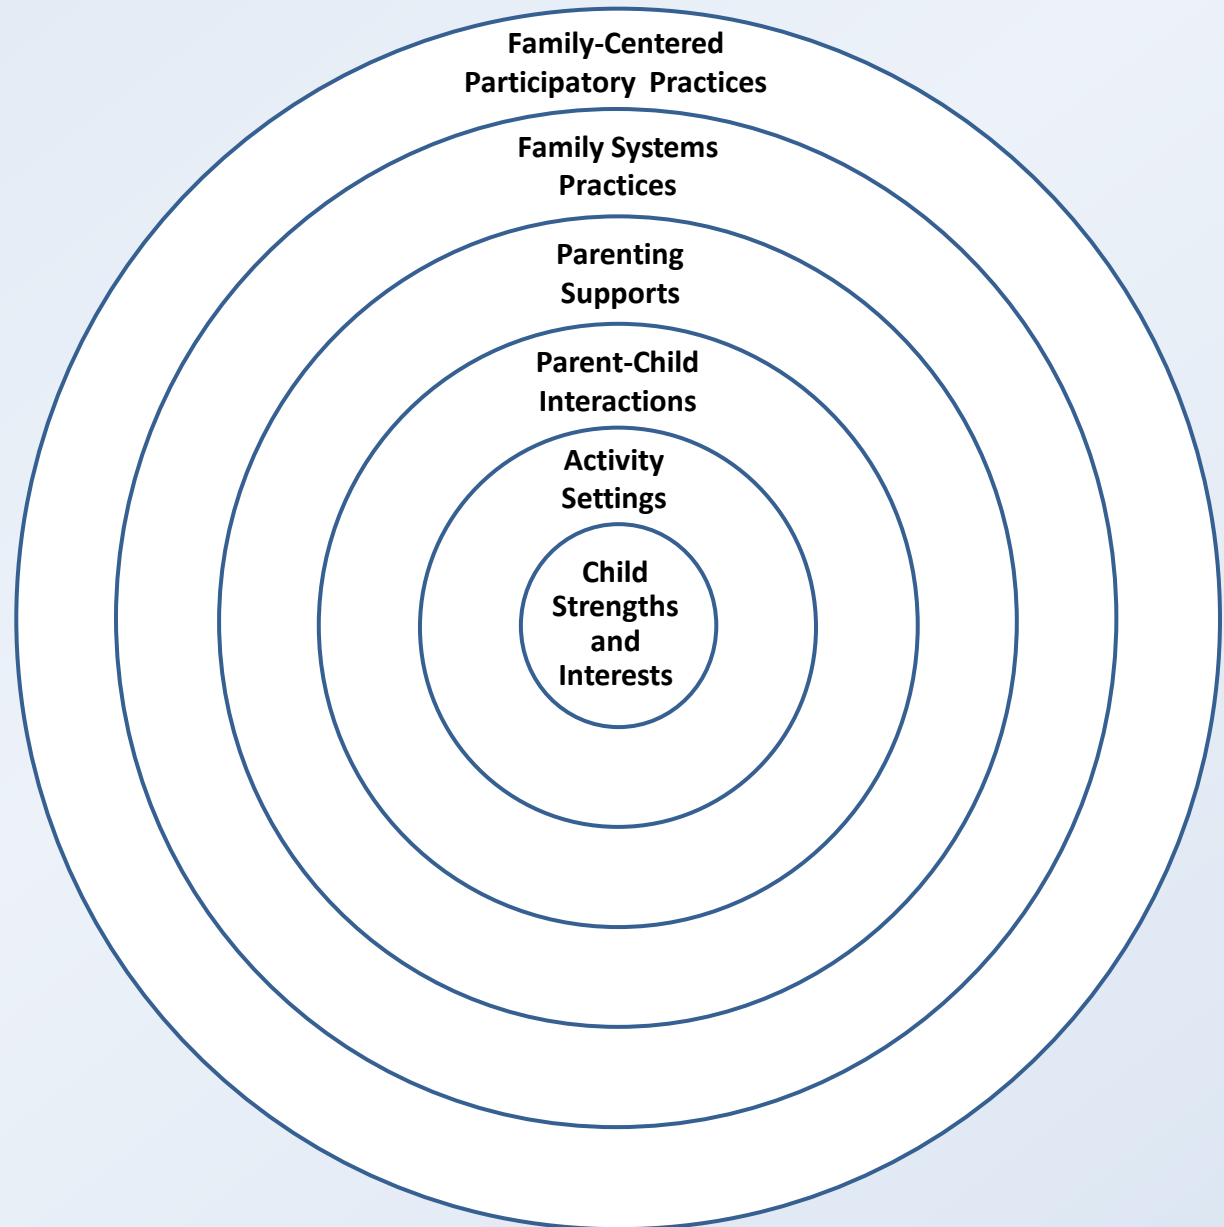 Family-Centered
Participatory Practices
Family Systems
Practices
Parenting
Supports
Parent-Child
Interactions
Activity
Settings
Child
Strengths
and
Interests